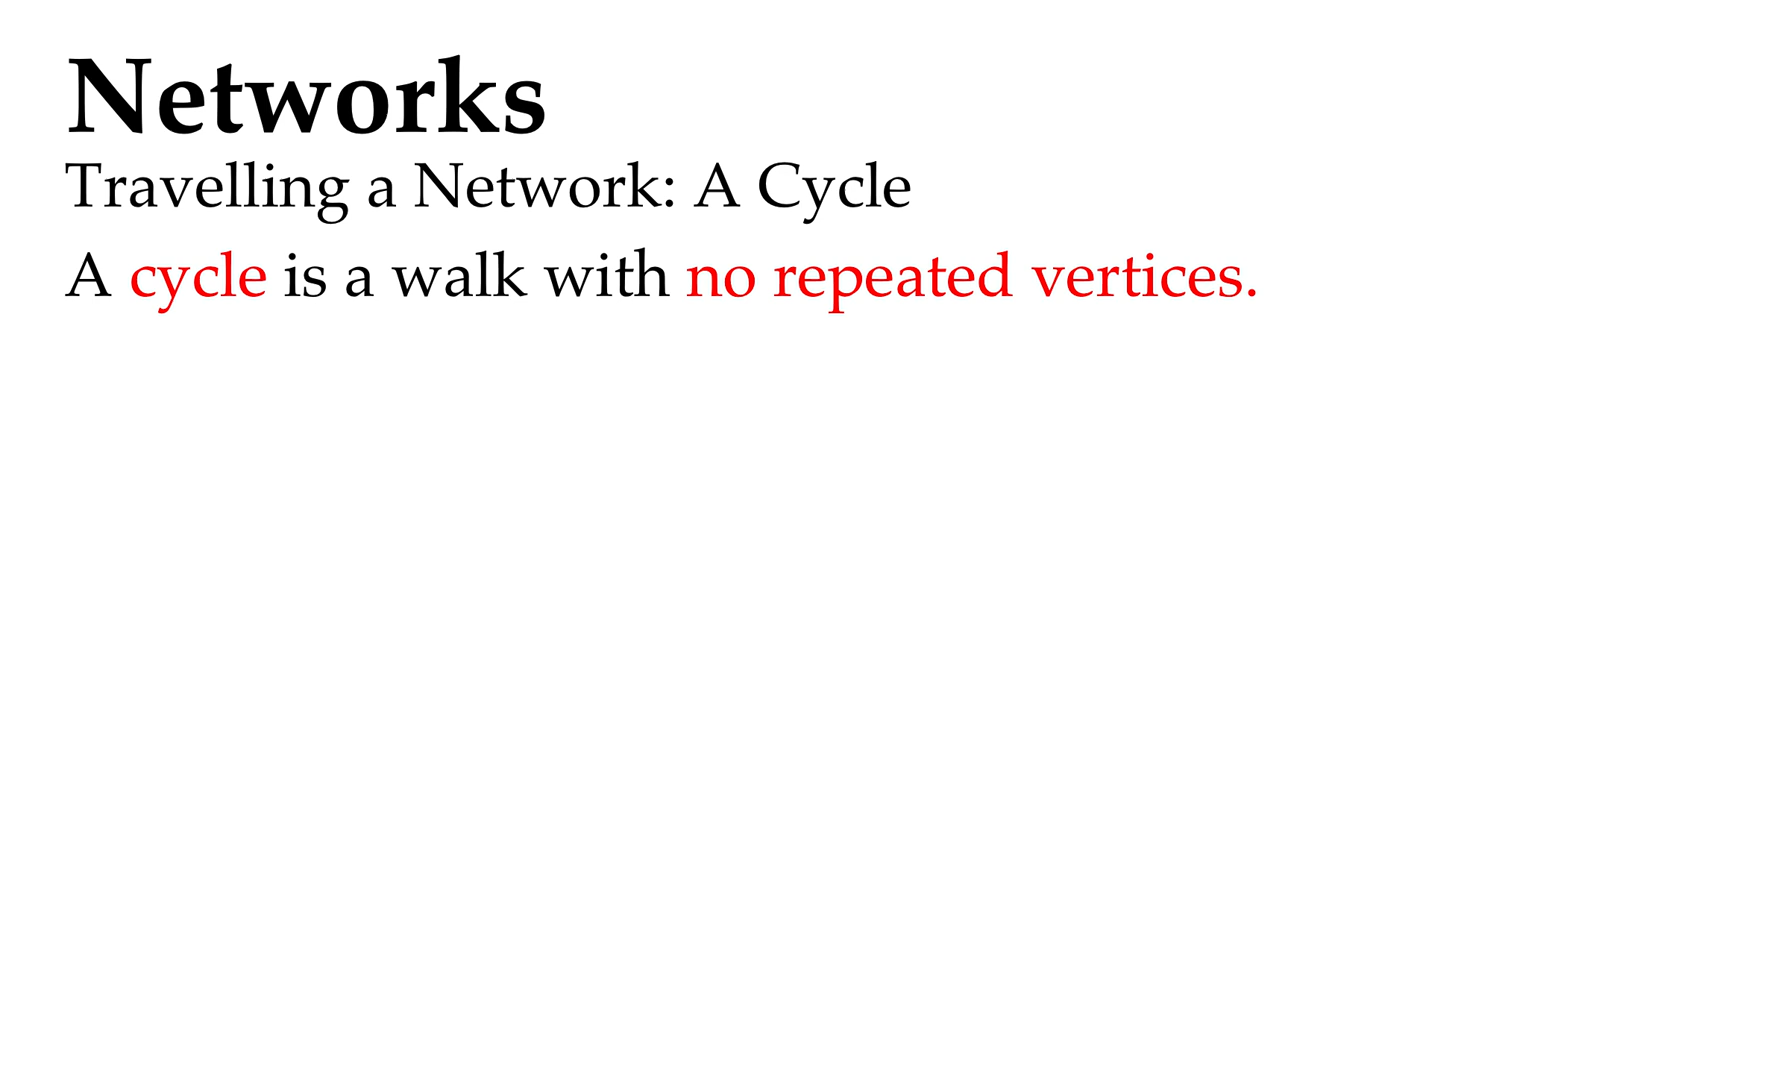 Networks
Travelling a Network: A Cycle
A cycle is a walk with no repeated vertices.